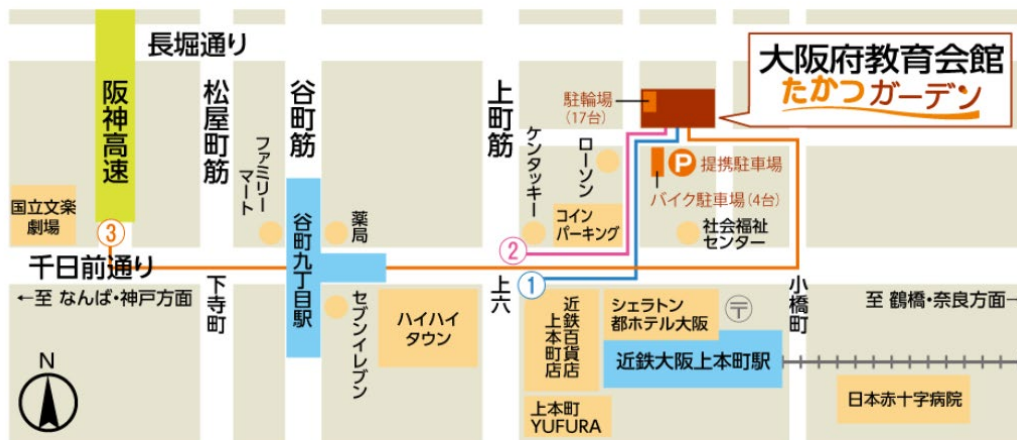 長堀通り
阪神高速
松屋町筋
谷町筋
上町筋
大阪府教育会館
たかつガーデン
駐輪場
(17台)
ファミリー
マート
ケンタッキー
ローソン
P 提携駐車場
バイク駐車場(4台)
国立文楽
劇場
薬局
コイン
パーキング
社会福祉
センター
③
②
①
千日前通り
←至 なんば・神戸方面
下寺町
谷町九丁目駅
上六
小橋町
至 鶴橋・奈良方面→
セブンイレブン
ハイハイ
タウン
近鉄百貨店
上本町店
シェラトン
都ホテル大阪
〒
近鉄大阪上本町駅
上本町
YUFURA
日本赤十字病院
N